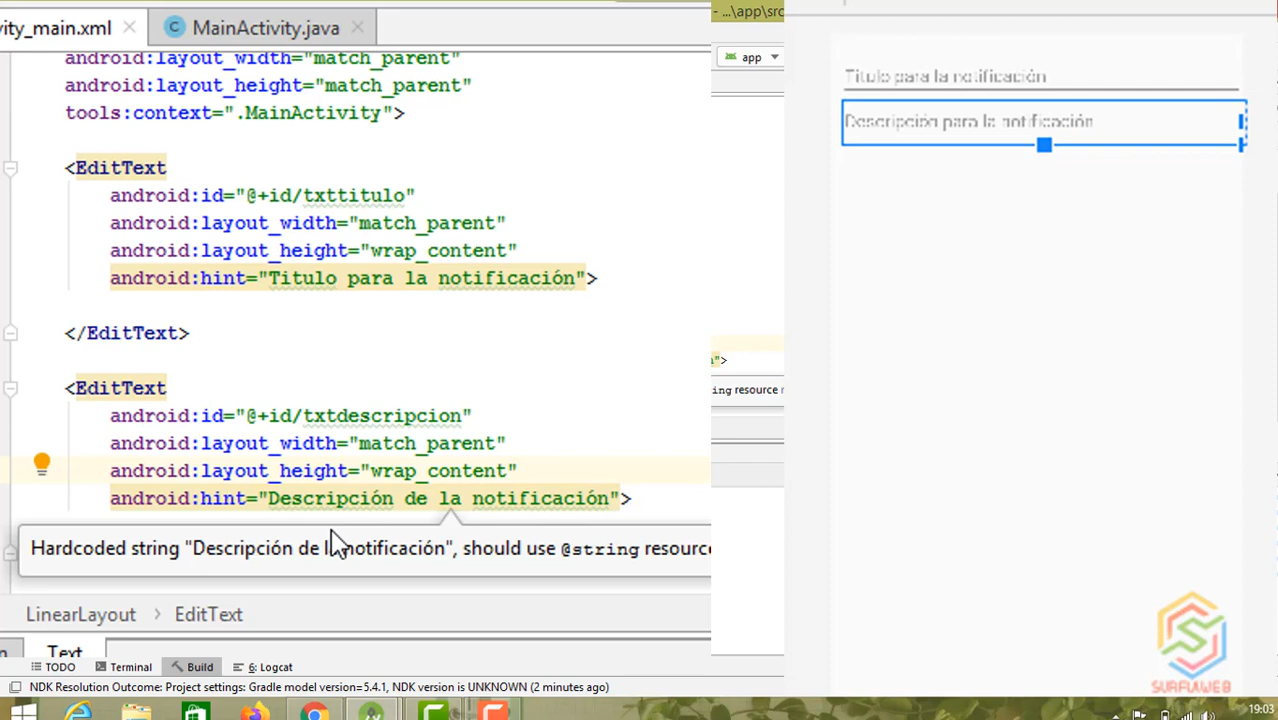 ity_main.xml
MainActivity.java
- ...\app\src
app
android:layout_width="match_parent"
android:layout_height="match_parent"
tools:context=".MainActivity">
<EditText
android:id="@+id/txttitulo"
android:layout_width="match_parent"
android:layout_height="wrap_content"
android:hint="Titulo para la notificación">
</EditText>
<EditText
android:id="@+id/txtdescripcion"
android:layout_width="match_parent"
android:layout_height="wrap_content"
android:hint="Descripción de la notificación">
Hardcoded string "Descripción de la notificación", should use @string resource
LinearLayout
EditText
Text
TODO
Terminal
Build
6: Logcat
NDK Resolution Outcome: Project settings: Gradle model version=5.4.1, NDK version is UNKNOWN (2 minutes ago)
">
ng resource
Titulo para la notificación
Descripción para la notificación
SURFULWEB
19:03